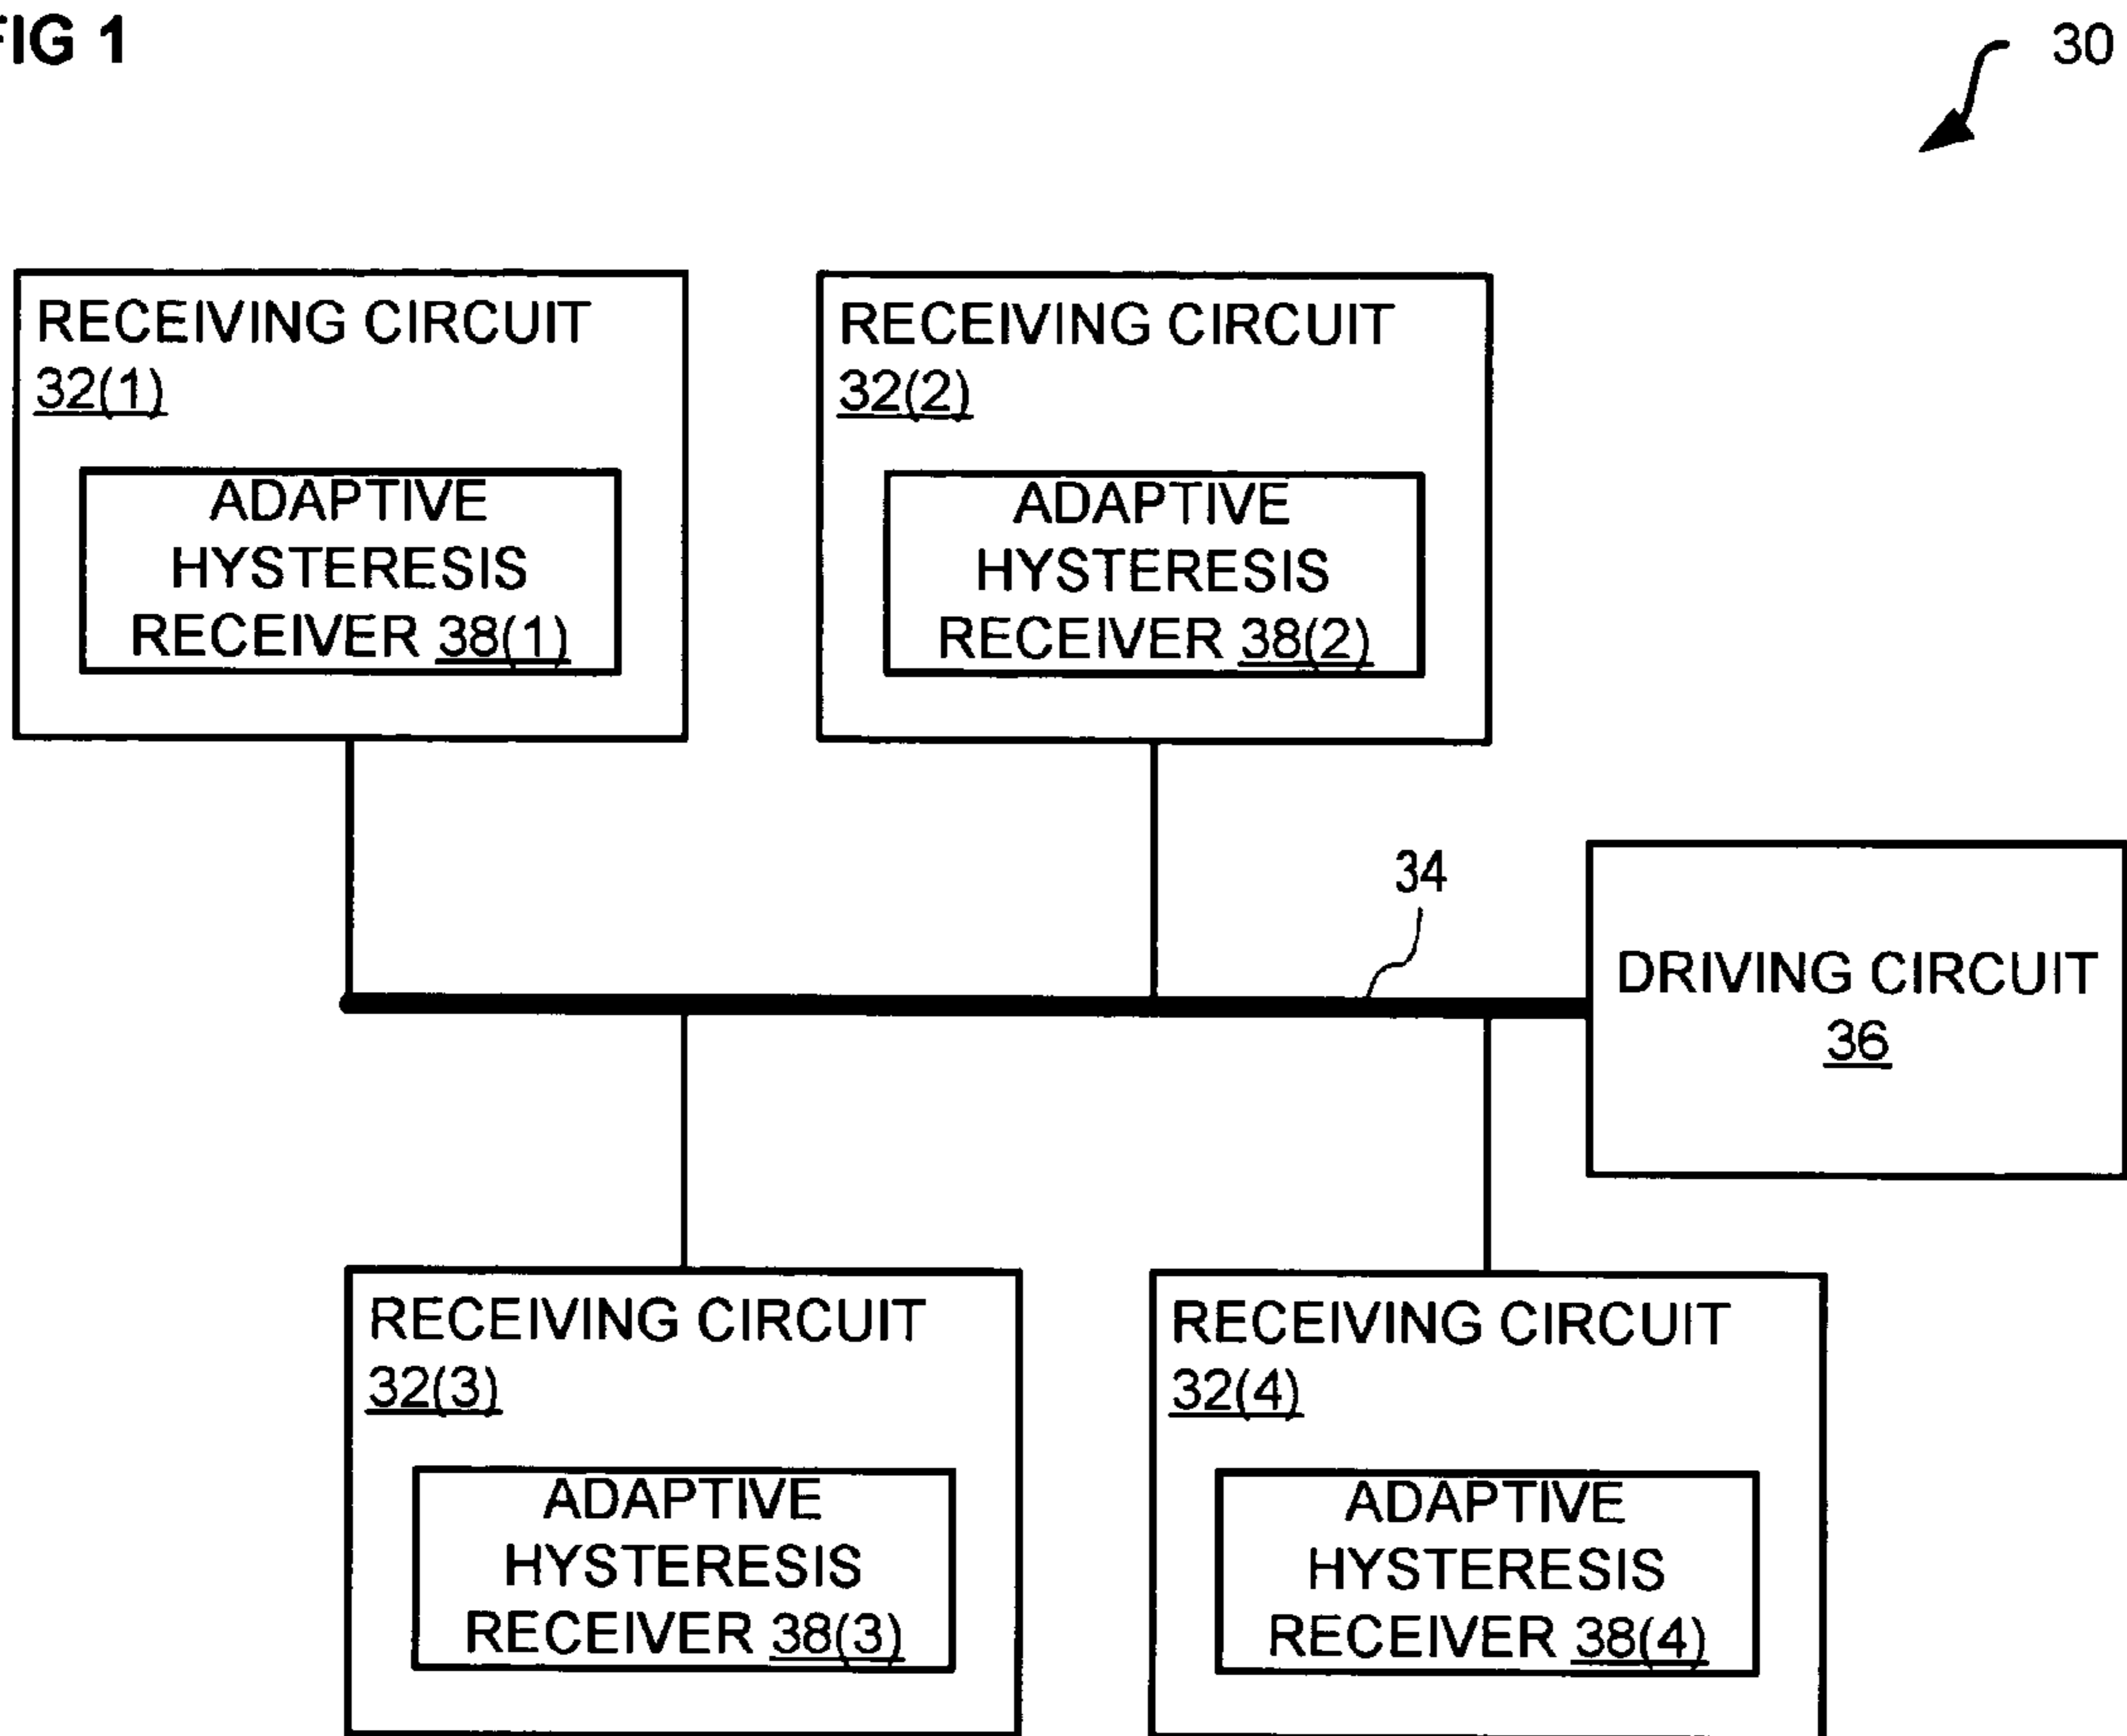 FIG 1
30
RECEIVING CIRCUIT
32(1)
ADAPTIVE
HYSTERESIS
RECEIVER 38(1)
RECEIVING CIRCUIT
32(2)
ADAPTIVE
HYSTERESIS
RECEIVER 38(2)
34
DRIVING CIRCUIT
36
RECEIVING CIRCUIT
32(3)
ADAPTIVE
HYSTERESIS
RECEIVER 38(3)
RECEIVING CIRCUIT
32(4)
ADAPTIVE
HYSTERESIS
RECEIVER 38(4)